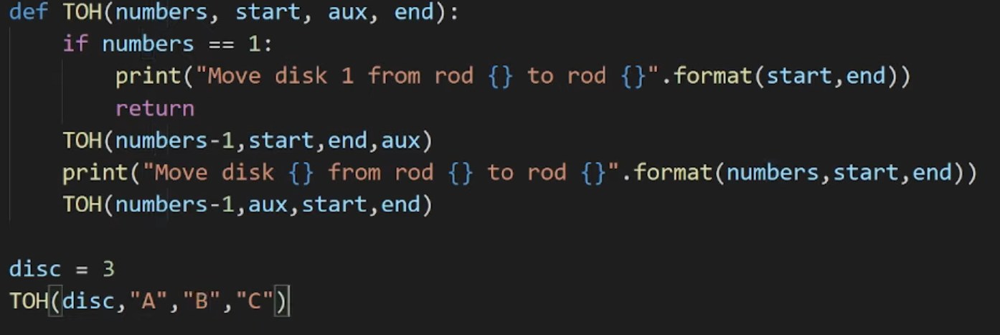 def TOH(numbers, start, aux, end):
    if numbers == 1:
        print("Move disk 1 from rod {} to rod {}".format(start,end))
        return
    TOH(numbers-1,start,end,aux)
    print("Move disk {} from rod {} to rod {}".format(numbers,start,end))
    TOH(numbers-1,aux,start,end)

disc = 3
TOH(disc,"A","B","C")